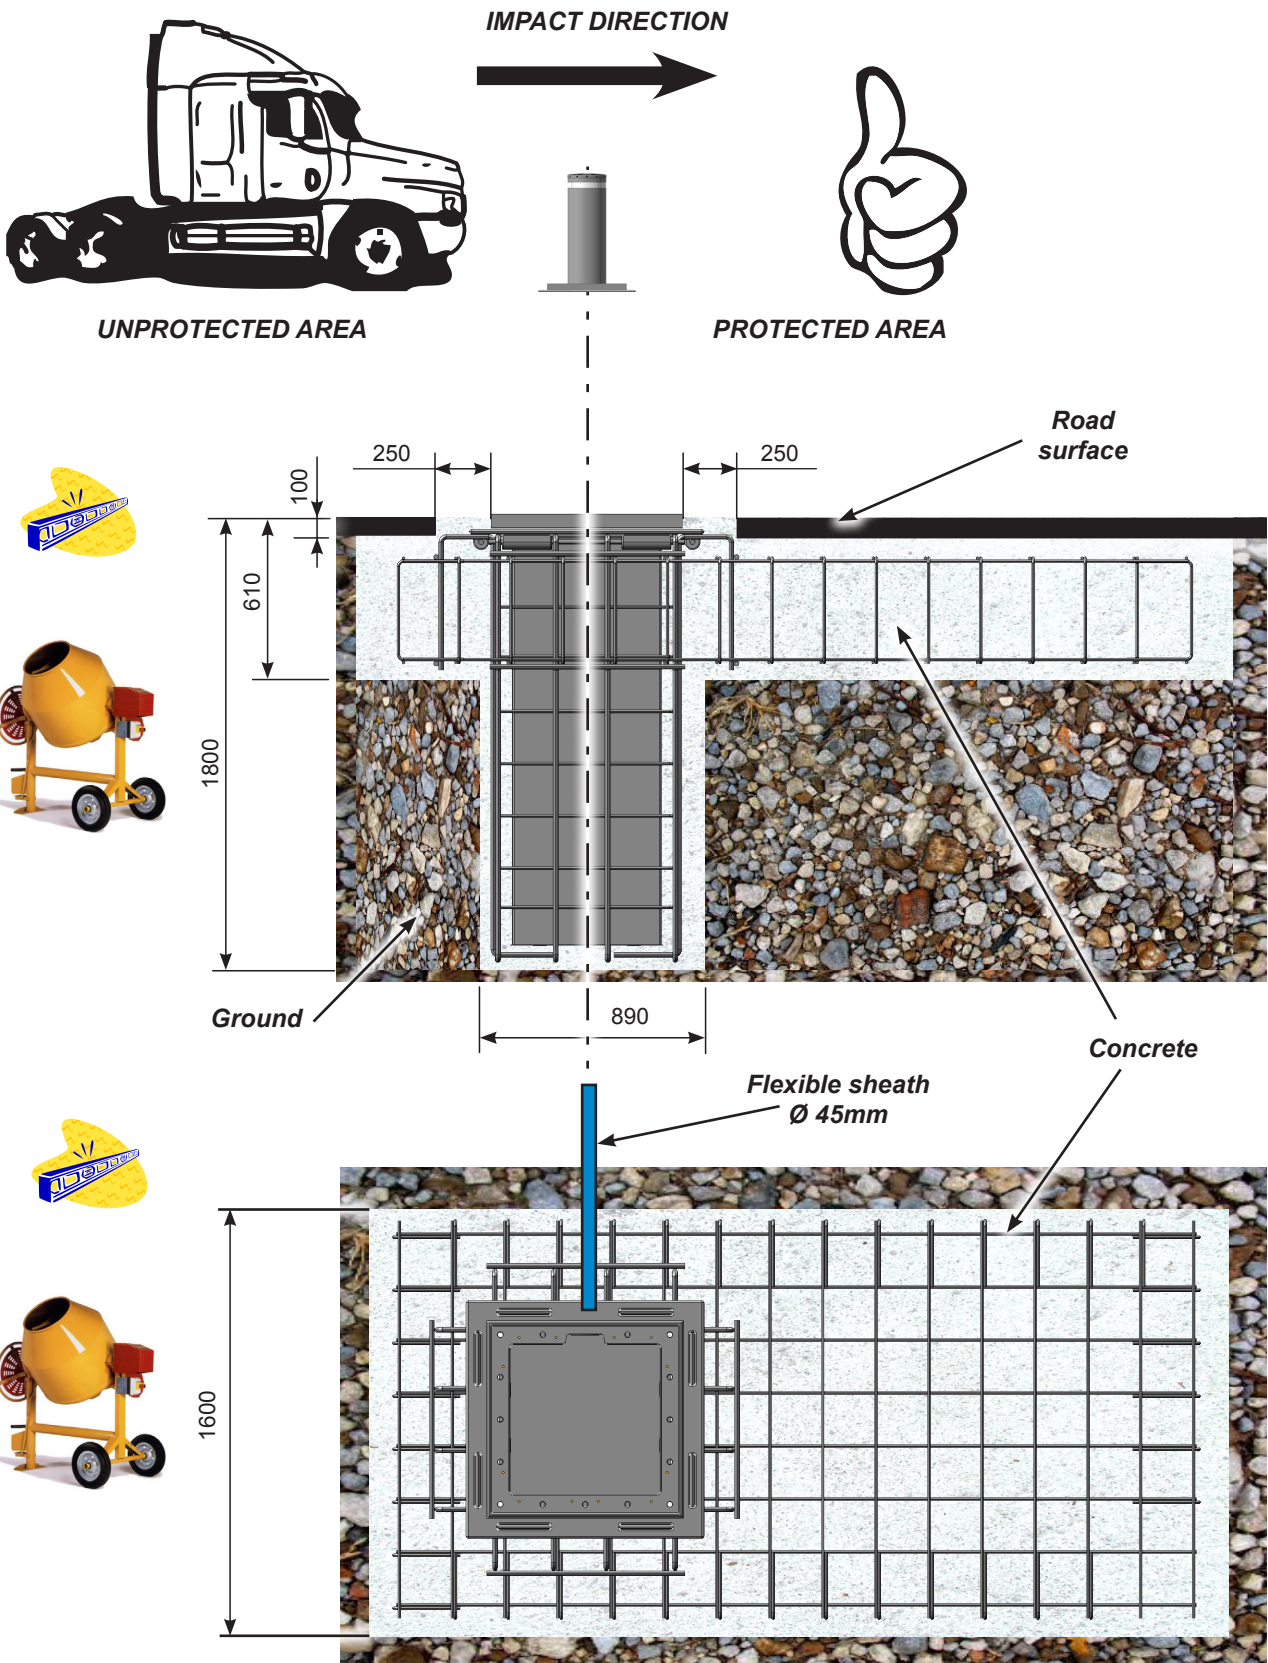 IMPACT DIRECTION
UNPROTECTED AREA
PROTECTED AREA
Road
surface
250
250
100
610
1800
890
Ground
Concrete
Flexible sheath
Ø 45mm
1600